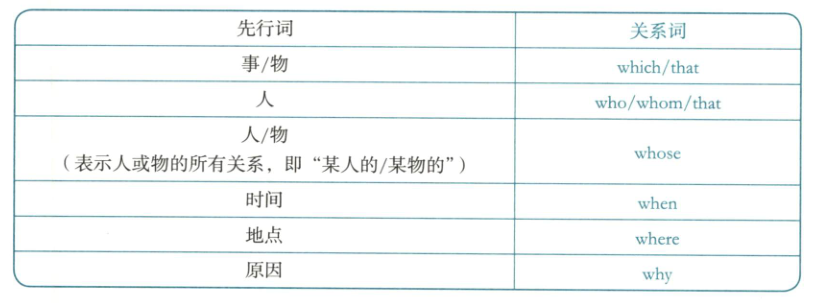 先行词 关系词
事/物 which/that
人 who/whom/that
人/物
（表示人或物的所有关系，即“某人的/某物的”） whose
时间 when
地点 where
原因 why